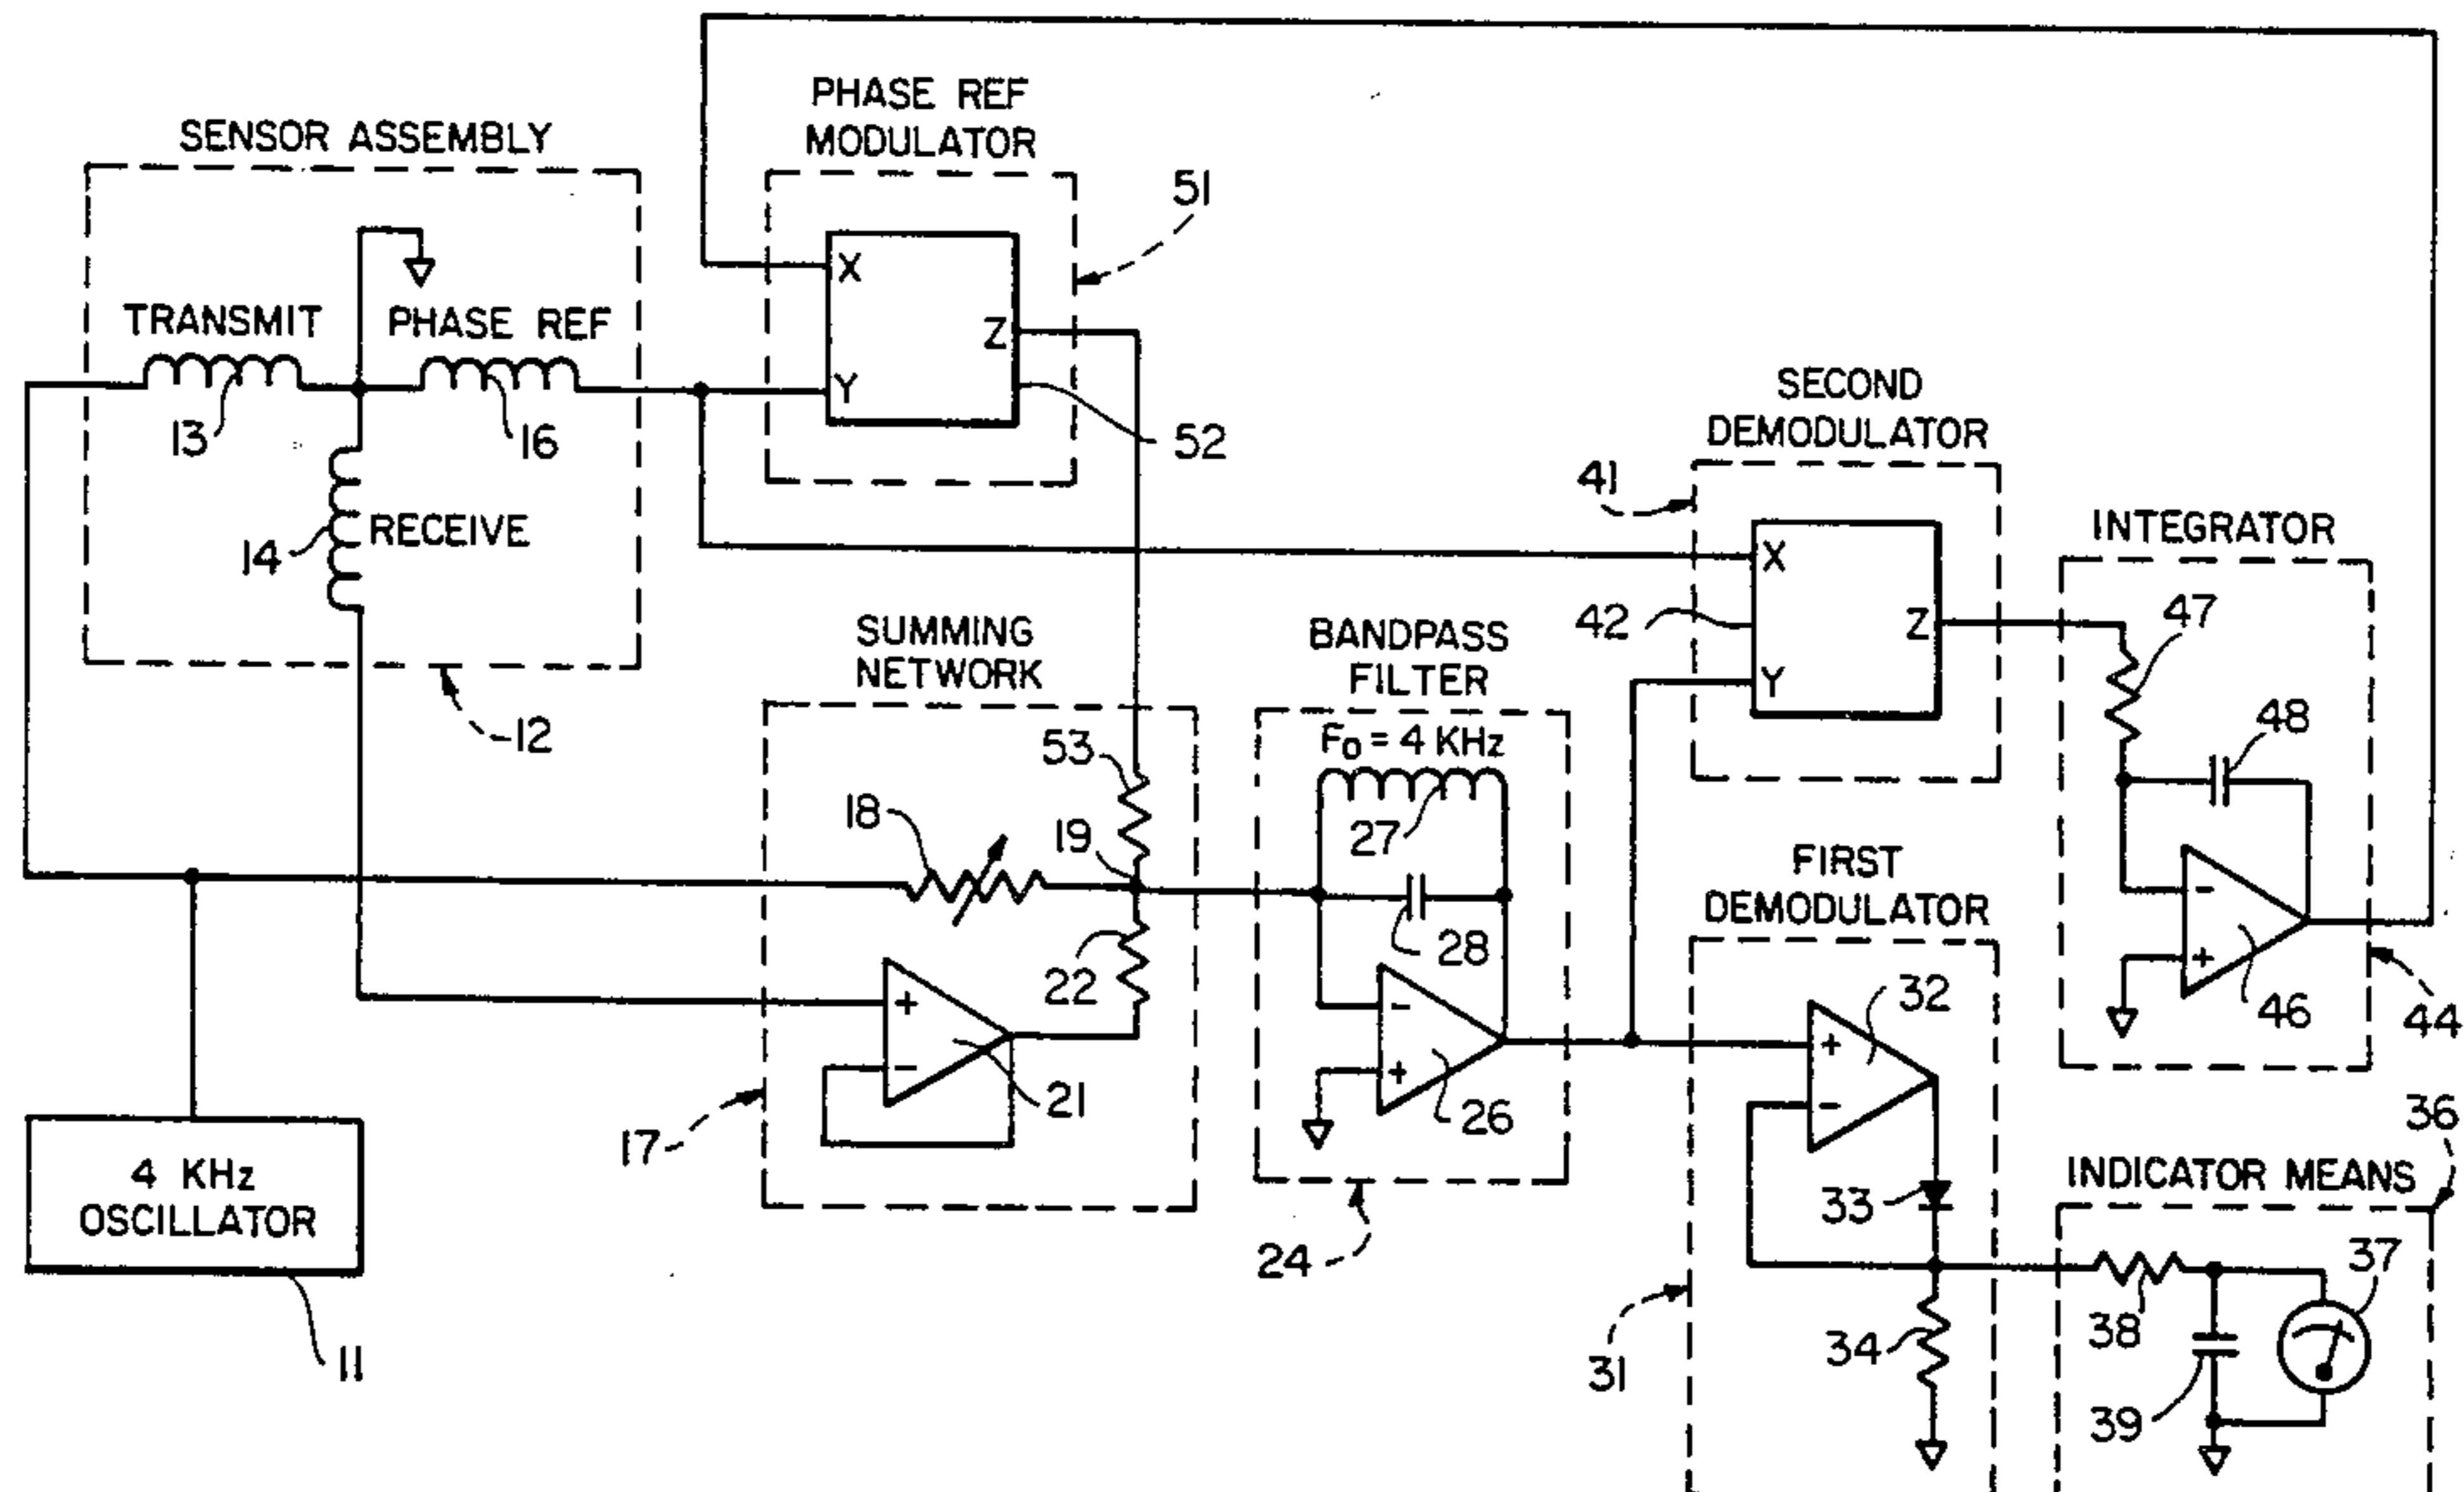 PHASE REF
MODULATOR
SENSOR ASSEMBLY
51
X
TRANSMIT
PHASE REF
Z
Y
13
16
52
SECOND
DEMODULATOR
41
14
RECEIVE
INTEGRATOR
X
47
42
Z
SUMMING
NETWORK
BANDPASS
FILTER
Y
12
53
F0 = 4 KHz
48
18
19
27
FIRST
DEMODULATOR
-
28
22
+
-
32
+
46
44
+
-
21
+
26
-
36
17
4 KHz
OSCILLATOR
INDICATOR MEANS
33
24
37
38
34
11
31
39